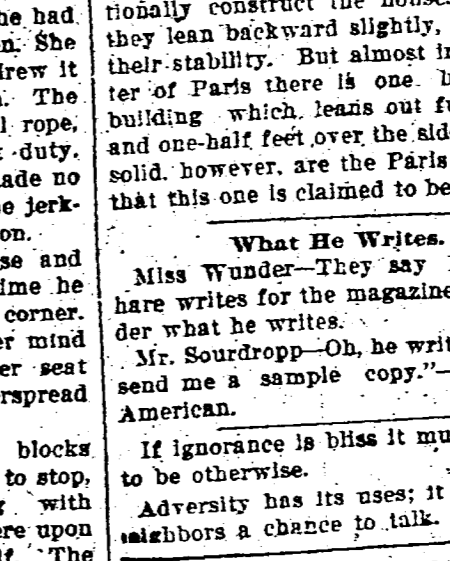 he had
n. She
drew it
. The
l rope,
duty.
ade no
e jerk-
on.
se and
ime he
corner.
er mind
er seat
rspread
blocks
to stop,
with
ere upon
The
tionally construct the houses
they lean backward slightly,
their stability. But almost i
ter of Paris there is one
building which leans out f
and one-half feet over the sid
solid. however, are the Paris
that this one is claimed to be
What He Writes.
Miss Wunder—They say
hare writes for the magazine
der what he writes.
Mr. Sourdropp—Oh, he writ
send me a sample copy."—
American.
If ignorance is bliss it mu
to be otherwise.
Adversity has its uses; it
neighbors a chance to talk.